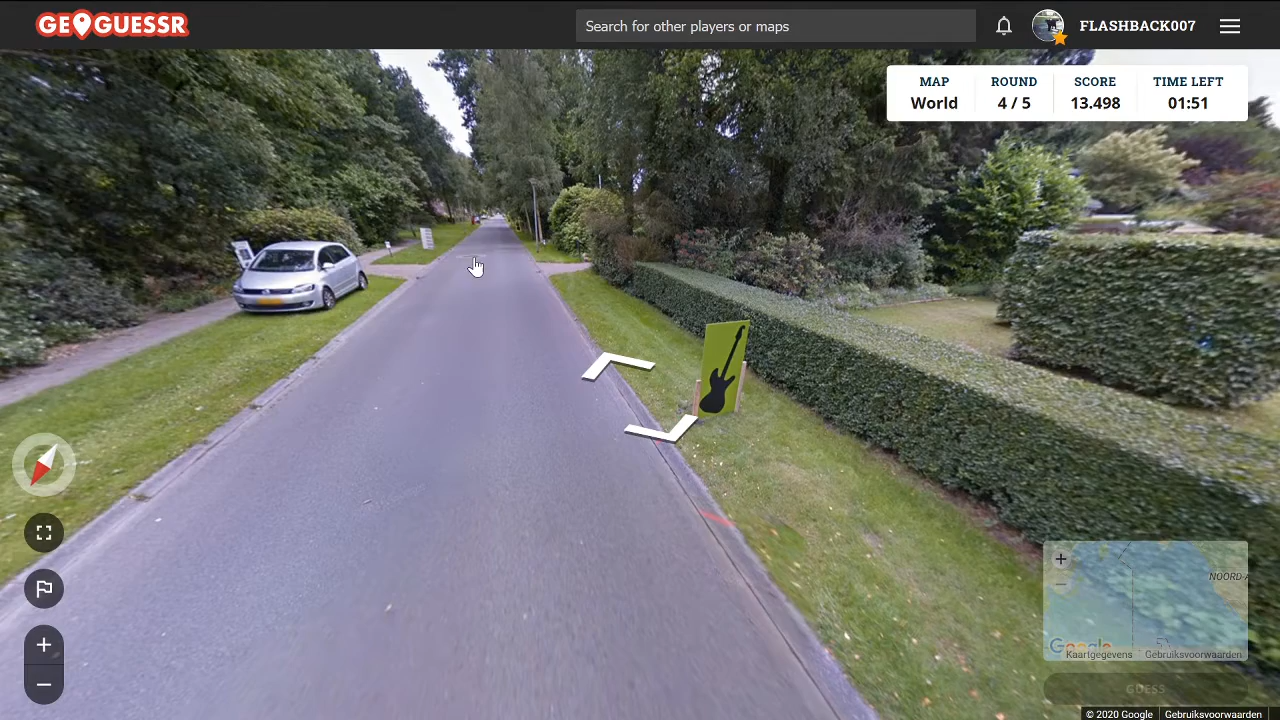 GEOGUESSR
Search for other players or maps
FLASHBACK007
MAP ROUND SCORE TIME LEFT
World 4 / 5 13.498 01:51
NOORD-
Google
Kaartgegevens Gebruiksvoorwaarden
GUESS
© 2020 Google Gebruiksvoorwaarden